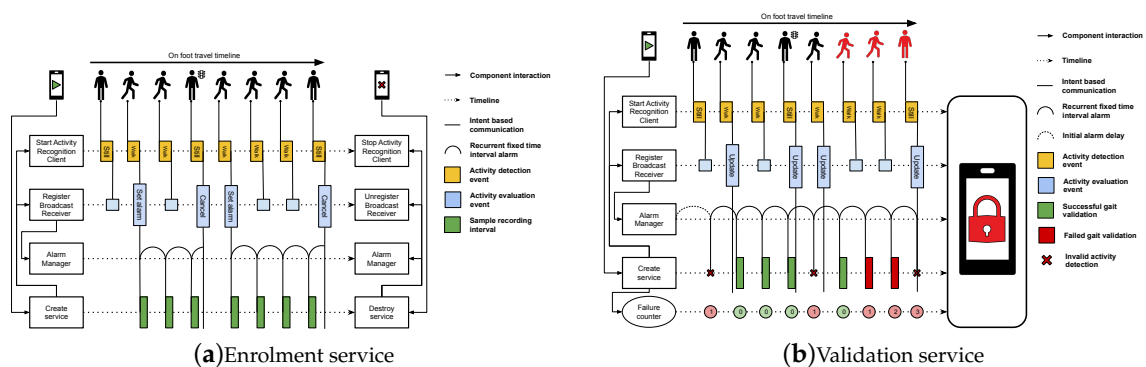 On foot travel timeline
Start Activity
Recognition
Client
Still
Walk
Walk
Still
Walk
Walk
Walk
Still
Stop Activity
Recognition
Client
Register
Broadcast
Receiver
Set alarm
Cancel
Set alarm
Cancel
Unregister
Broadcast
Receiver
Alarm
Manager
Alarm
Manager
Create
service
Destroy
service
Component interaction
Timeline
Intent based
communication
Recurrent fixed time
interval alarm
Activity detection
event
Activity evaluation
event
Sample recording
interval
(a)Enrolment service
On foot travel timeline
Start Activity
Recognition
Client
Still
Walk
Walk
Still
Walk
Walk
Walk
Still
Register
Broadcast
Receiver
Update
Update
Update
Update
Alarm Manager
Create
service
Failure
counter
1
0
0
0
1
0
1
2
3
Component interaction
Timeline
Intent based
communication
Recurrent fixed time
interval alarm
Initial alarm delay
Activity detection
event
Activity evaluation
event
Successful gait
validation
Failed gait validation
Invalid activity
detection
(b)Validation service